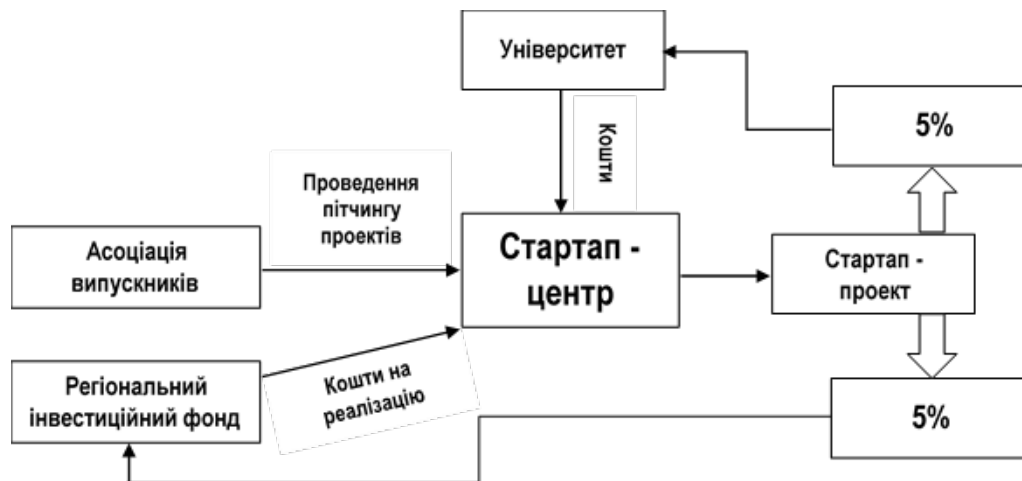 Університет
5%
Кошти
Проведення
пітчингу
проектів
Асоціація
випускників
Стартап -
центр
Стартап -
проект
Регіональний
інвестиційний фонд
Кошти на
реалізацію
5%